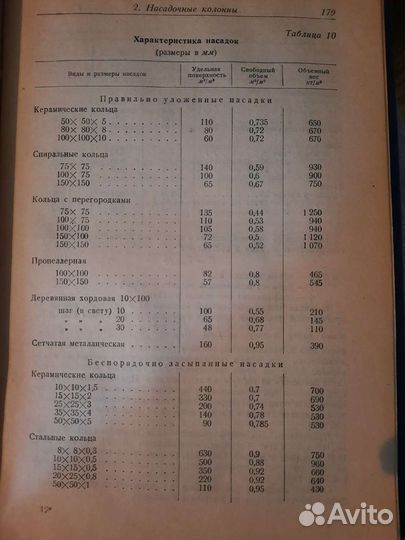 2. Насадочные колонны 179
Таблица 10
Характеристика насадок
(размеры в мм)
Виды и размеры насадок Удельная поверхность м²/м³ Свободный объем м³/м³ Объемный вес кг/м³
Правильно уложенные насадки
Керамические кольца
50×50×5 110 0,735 650
80×80×8 80 0,72 670
100×100×10 60 0,72 670
Спиральные кольца
75×75 140 0,59 930
100×75 100 0,6 900
150×150 65 0,67 750
Кольца с перегородками
75×75 135 0,44 1 250
100×75 110 0,53 940
100×100 105 0,58 940
150×100 72 0,5 1 120
150×150 65 0,52 1 070
Пропеллерная
100×100 82 0,8 465
150×150 57 0,8 545
Деревянная хордовая 10×100
шаг (в свету) 10 100 0,55 210
„ „ „ 20 65 0,68 145
„ „ „ 30 48 0,77 110
Сетчатая металлическая 160 0,95 390
Беспорядочно засыпанные насадки
Керамические кольца
10×10×1,5 440 0,7 700
15×15×2 330 0,7 690
25×25×3 200 0,74 530
35×35×4 140 0,78 530
50×50×5 90 0,785 530
Стальные кольца
8×8×0,3 630 0,9 750
10×10×0,5 500 0,88 960
15×15×0,5 350 0,92 660
20×25×0,8 220 0,92 640
50×50×1 110 0,95 430
12*
Avito